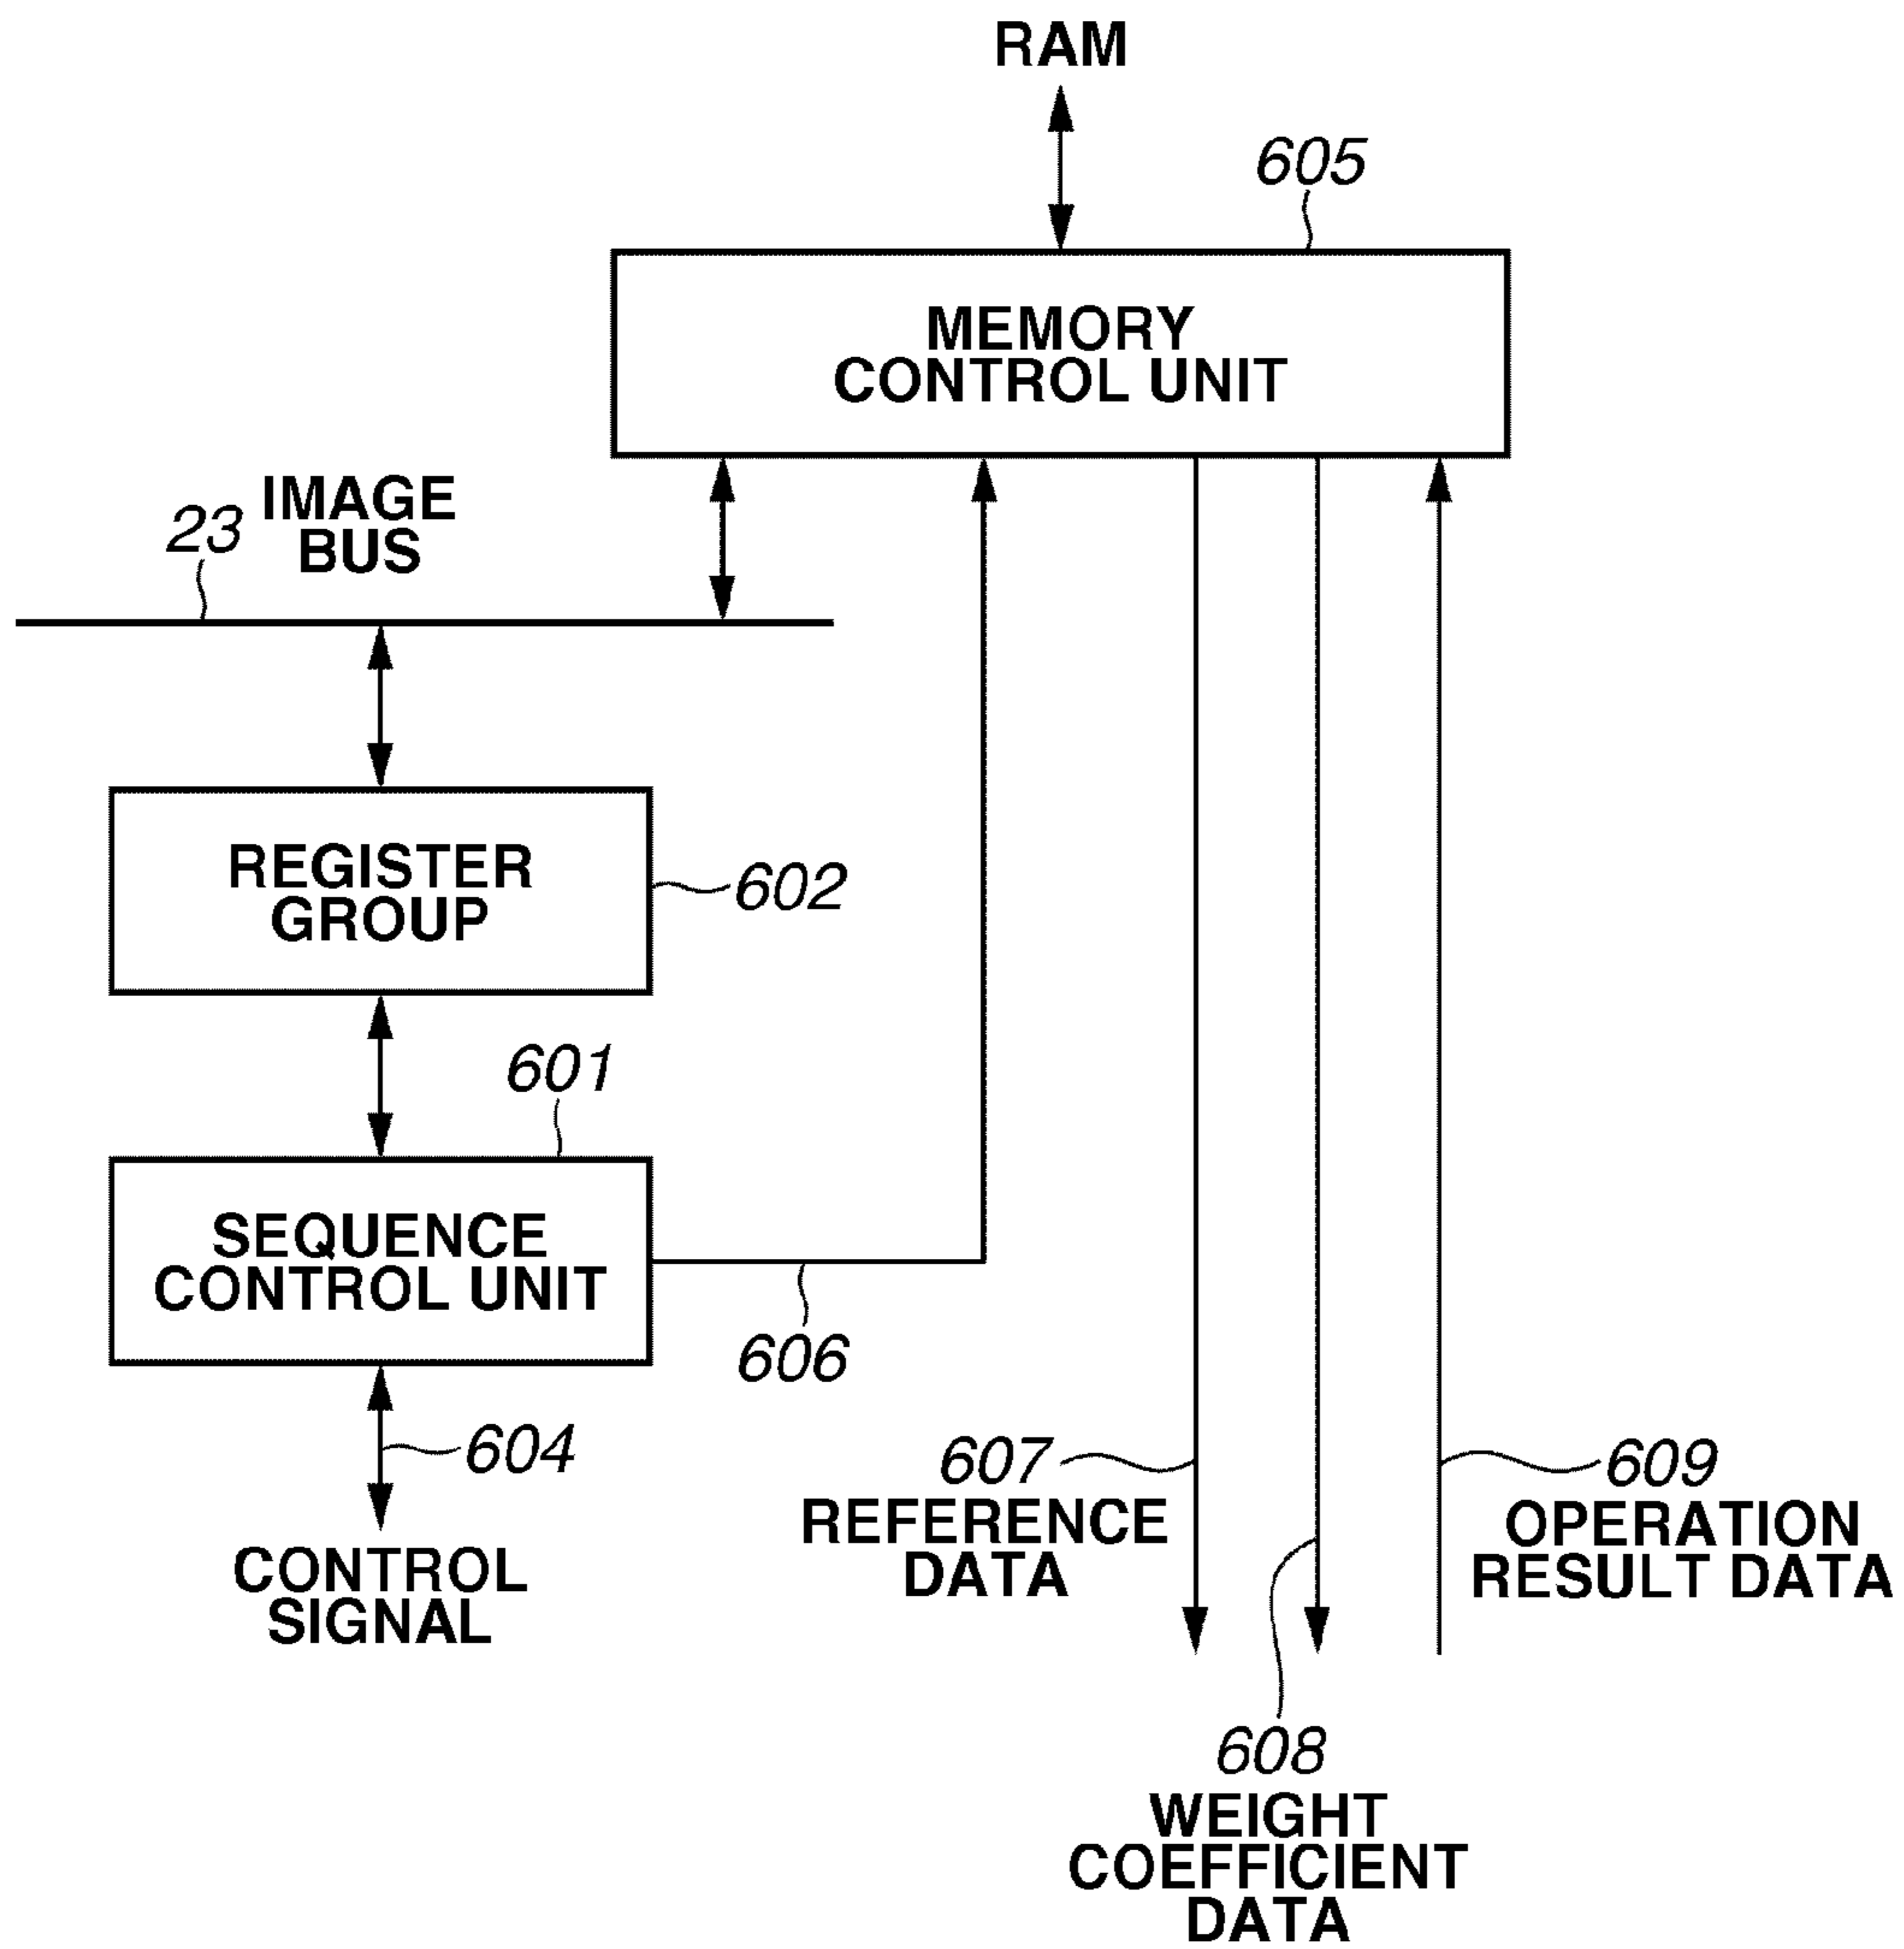 RAM
605
MEMORY
CONTROL UNIT
23
IMAGE
BUS
REGISTER
GROUP
602
601
SEQUENCE
CONTROL UNIT
606
604
CONTROL
SIGNAL
607
REFERENCE
DATA
609
OPERATION
RESULT DATA
608
WEIGHT
COEFFICIENT
DATA